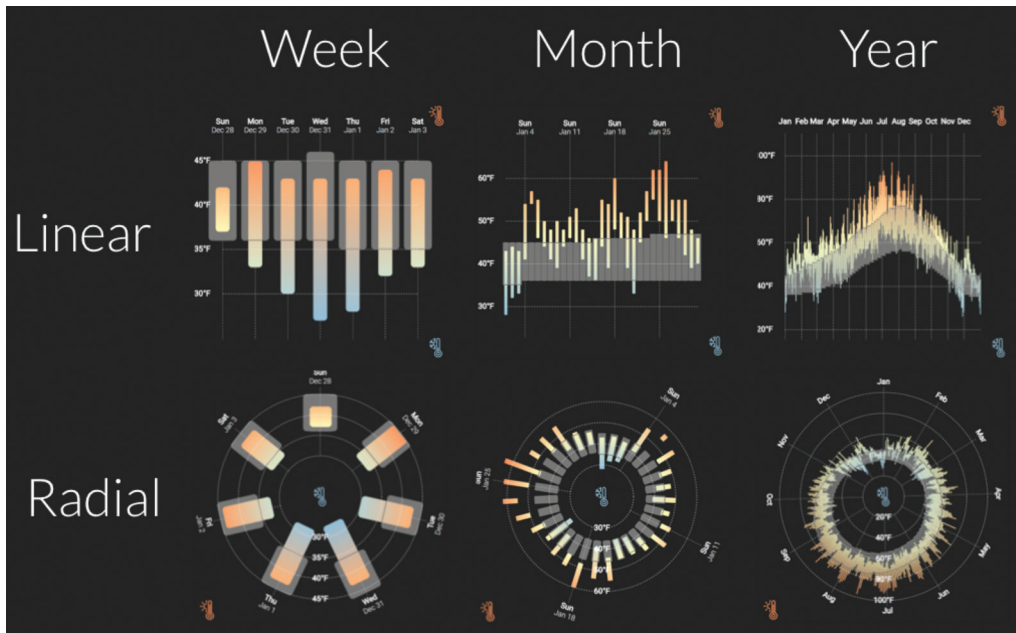 Week Month Year
Linear
Sun Mon Tue Wed Thu Fri Sat
Dec 28 Dec 29 Dec 30 Dec 31 Jan 1 Jan 2 Jan 3
45°F
40°F
35°F
30°F
Sun Sun Sun Sun
Jan 4 Jan 11 Jan 18 Jan 25
60°F
50°F
40°F
30°F
Jan Feb Mar Apr May Jun Jul Aug Sep Oct Nov Dec
00°F
80°F
60°F
40°F
20°F
Radial
Sun
Dec 28
Mon
Dec 29
Tue
Dec 30
Wed
Dec 31
Thu
Jan 1
Fri
Jan 2
Sat
Jan 3
30°F
35°F
40°F
45°F
Sun
Jan 4
Sun
Jan 11
Sun
Jan 18
Sun
Jan 25
30°F
40°F
50°F
60°F
Jan
Feb
Mar
Apr
May
Jun
Jul
Aug
Sep
Oct
Nov
Dec
20°F
40°F
60°F
80°F
100°F